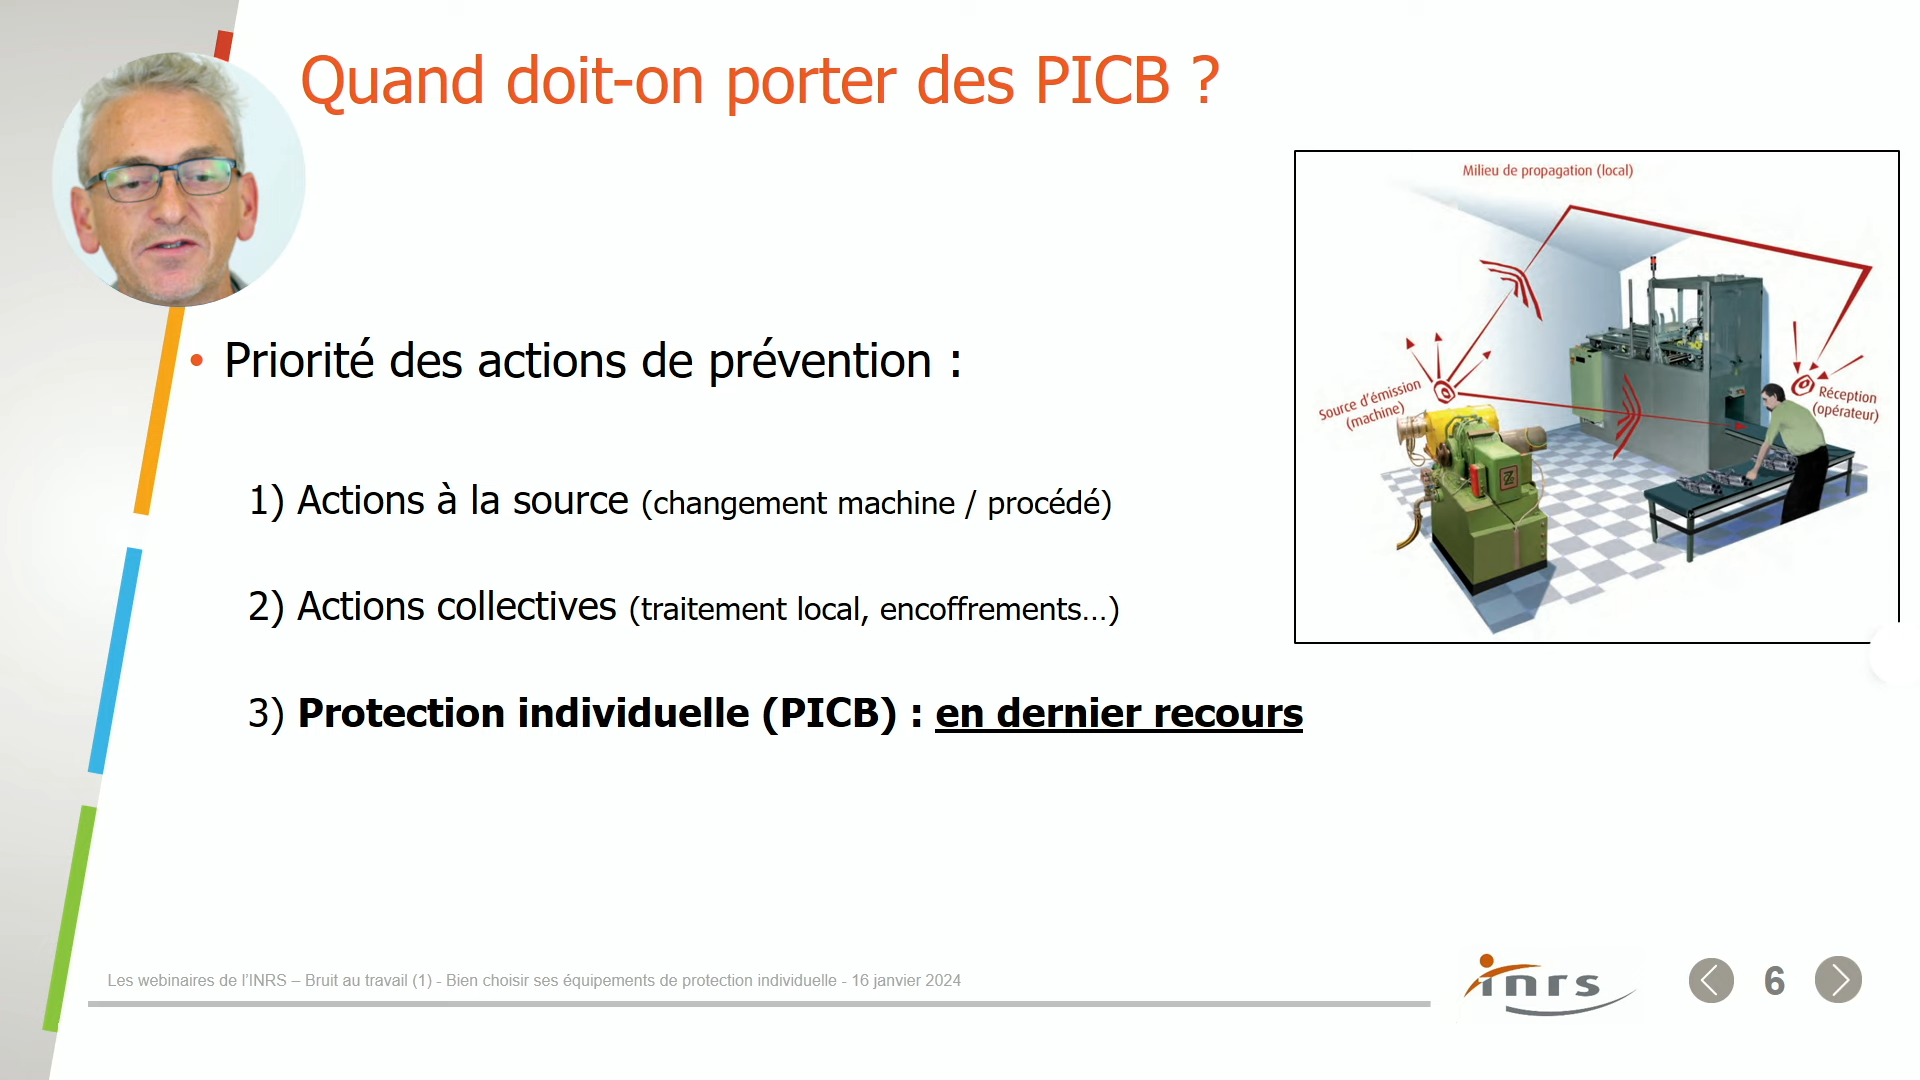 Quand doit-on porter des PICB ?
Milieu de propagation (local)
Source d'émission
(machine)
Réception
(opérateur)
• Priorité des actions de prévention :
1) Actions à la source (changement machine / procédé)
2) Actions collectives (traitement local, encoffrements...)
3) Protection individuelle (PICB) : en dernier recours
Les webinaires de l'INRS – Bruit au travail (1) - Bien choisir ses équipements de protection individuelle - 16 janvier 2024
inrs
6